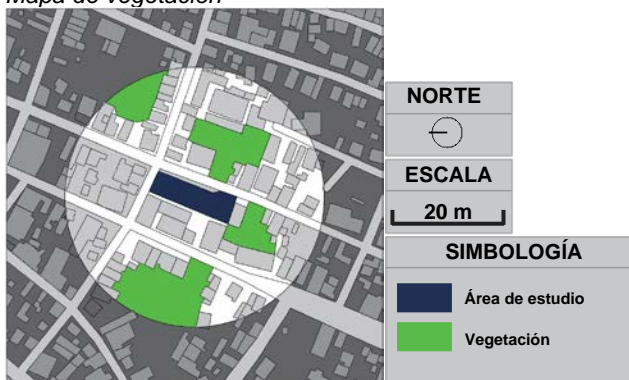 Mapa de vegetación
NORTE
ESCALA
20 m
SIMBOLOGÍA
Área de estudio
Vegetación